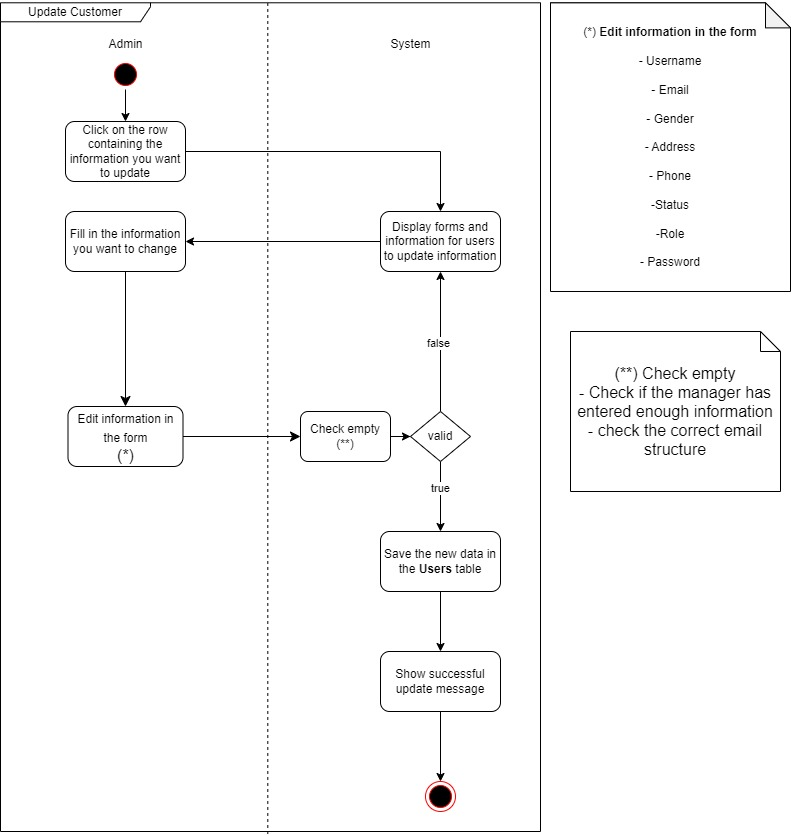 Update Customer
Admin
System
Click on the row
containing the
information you want
to update
Fill in the information
you want to change
Display forms and
information for users
to update information
false
Edit information in
the form
(*)
Check empty
(**)
valid
true
Save the new data in
the Users table
Show successful
update message
(*) Edit information in the form
- Username
- Email
- Gender
- Address
- Phone
-Status
-Role
- Password
(**) Check empty
- Check if the manager has
entered enough information
- check the correct email
structure